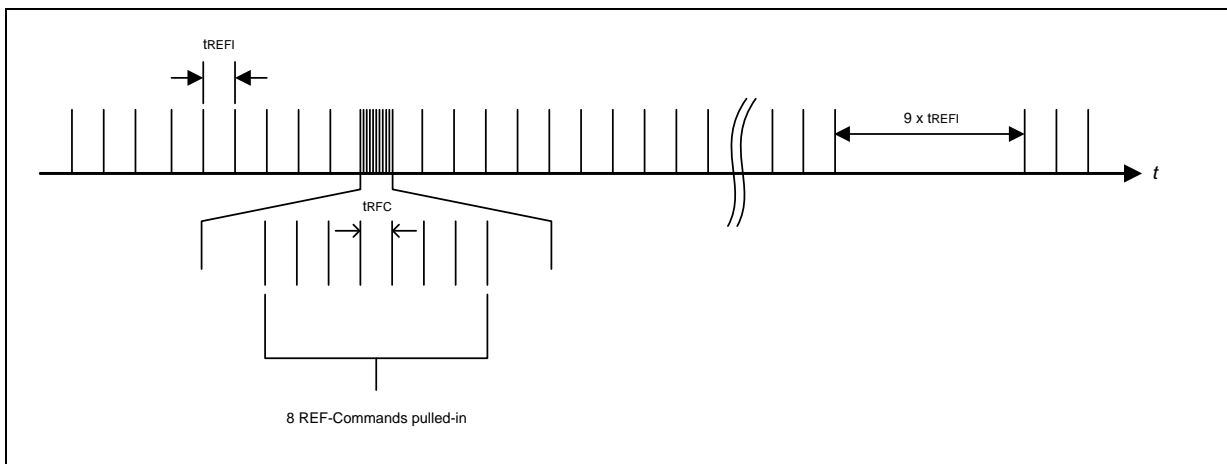 tREFI
9 x tREFI
t
tRFC
8 REF-Commands pulled-in